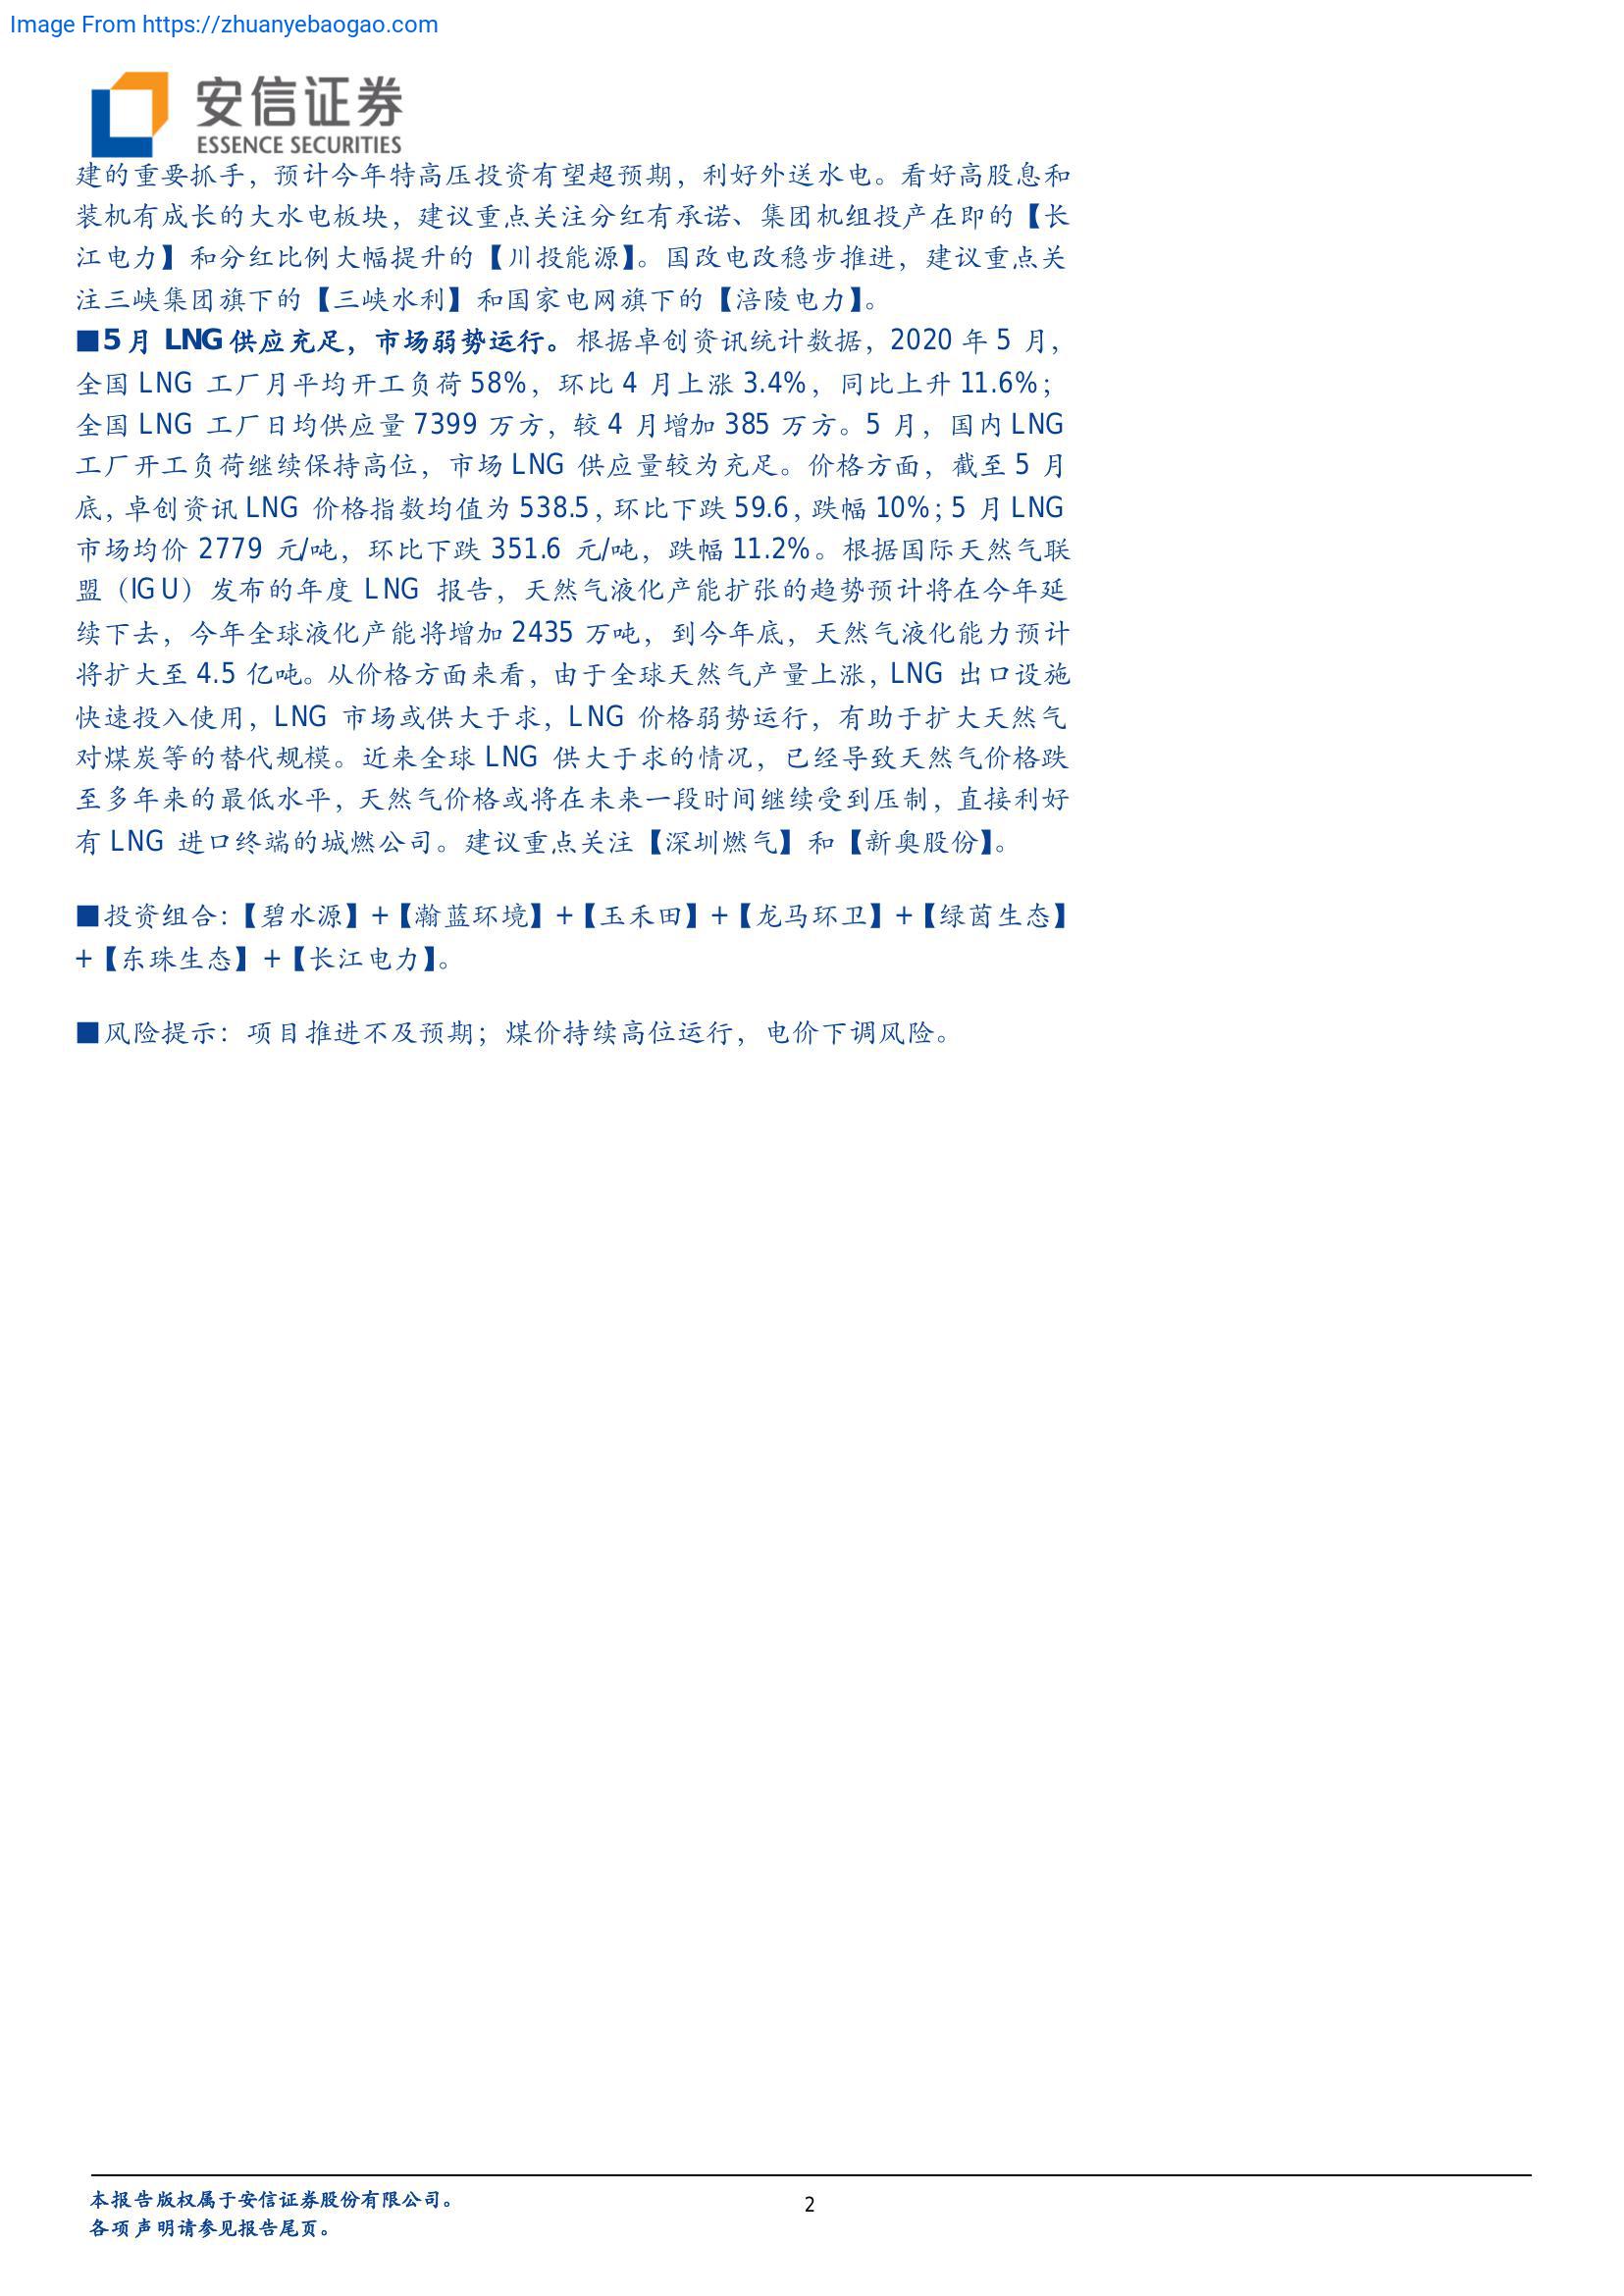 Image From https://zhuanyebaogao.com
安信证券
ESSENCE SECURITIES
建的重要抓手，预计今年特高压投资有望超预期，利好外送水电。看好高股息和
装机有成长的大水电板块，建议重点关注分红有承诺、集团机组投产在即的【长
江电力】和分红比例大幅提升的【川投能源】。国改电改稳步推进，建议重点关
注三峡集团旗下的【三峡水利】和国家电网旗下的【涪陵电力】。
■5月 LNG供应充足，市场弱势运行。根据卓创资讯统计数据，2020 年 5 月，
全国 LNG 工厂月平均开工负荷 58%，环比 4 月上涨 3.4%，同比上升 11.6%；
全国 LNG 工厂日均供应量 7399 万方，较 4 月增加 385 万方。5 月，国内 LNG
工厂开工负荷继续保持高位，市场 LNG 供应量较为充足。价格方面，截至 5 月
底，卓创资讯 LNG 价格指数均值为 538.5，环比下跌 59.6，跌幅 10%；5 月 LNG
市场均价 2779 元/吨，环比下跌 351.6 元/吨，跌幅 11.2%。根据国际天然气联
盟（IGU）发布的年度 LNG 报告，天然气液化产能扩张的趋势预计将在今年延
续下去，今年全球液化产能将增加 2435 万吨，到今年底，天然气液化能力预计
将扩大至 4.5 亿吨。从价格方面来看，由于全球天然气产量上涨，LNG 出口设施
快速投入使用，LNG 市场或供大于求，LNG 价格弱势运行，有助于扩大天然气
对煤炭等的替代规模。近来全球 LNG 供大于求的情况，已经导致天然气价格跌
至多年来的最低水平，天然气价格或将在未来一段时间继续受到压制，直接利好
有 LNG 进口终端的城燃公司。建议重点关注【深圳燃气】和【新奥股份】。
■投资组合：【碧水源】+【瀚蓝环境】+【玉禾田】+【龙马环卫】+【绿茵生态】
+【东珠生态】+【长江电力】。
■风险提示：项目推进不及预期；煤价持续高位运行，电价下调风险。
本报告版权属于安信证券股份有限公司。
2
各项声明请参见报告尾页。